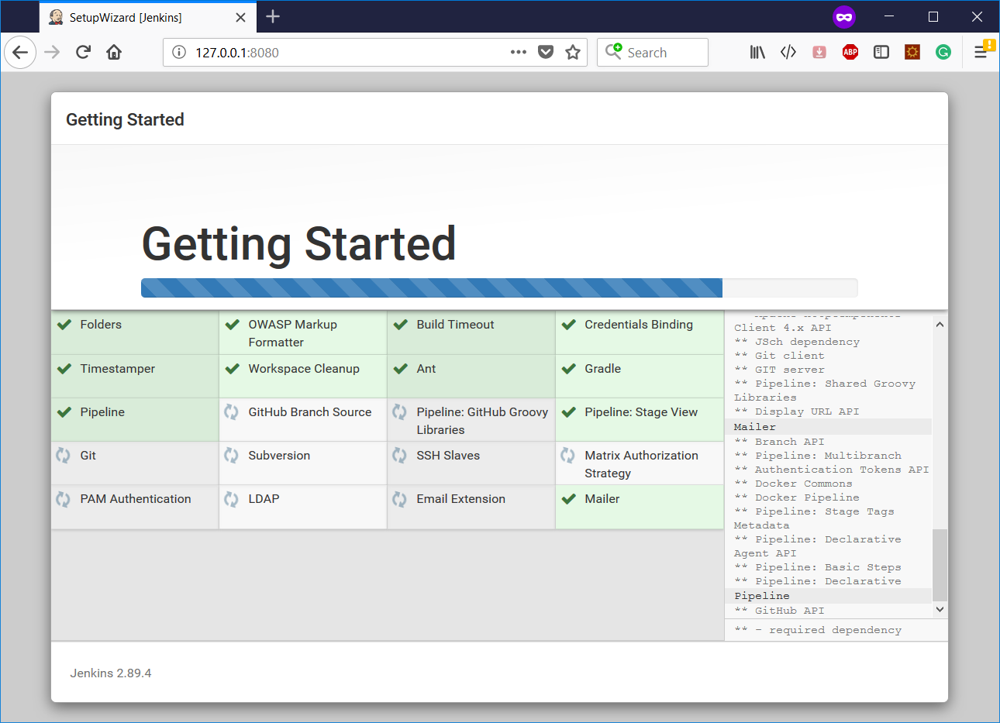 SetupWizard [Jenkins]
127.0.0.1:8080
Search
ABP
Getting Started
Getting Started
Folders
OWASP Markup
Formatter
Build Timeout
Credentials Binding
Timestamper
Workspace Cleanup
Ant
Gradle
Pipeline
GitHub Branch Source
Pipeline: GitHub Groovy
Libraries
Pipeline: Stage View
Git
Subversion
SSH Slaves
Matrix Authorization
Strategy
PAM Authentication
LDAP
Email Extension
Mailer
Client 4.x API
** JSch dependency
** Git client
** GIT server
** Pipeline: Shared Groovy
Libraries
** Display URL API
Mailer
** Branch API
** Pipeline: Multibranch
** Authentication Tokens API
** Docker Commons
** Docker Pipeline
** Pipeline: Stage Tags
Metadata
** Pipeline: Declarative
Agent API
** Pipeline: Basic Steps
** Pipeline: Declarative
Pipeline
** GitHub API
** - required dependency
Jenkins 2.89.4